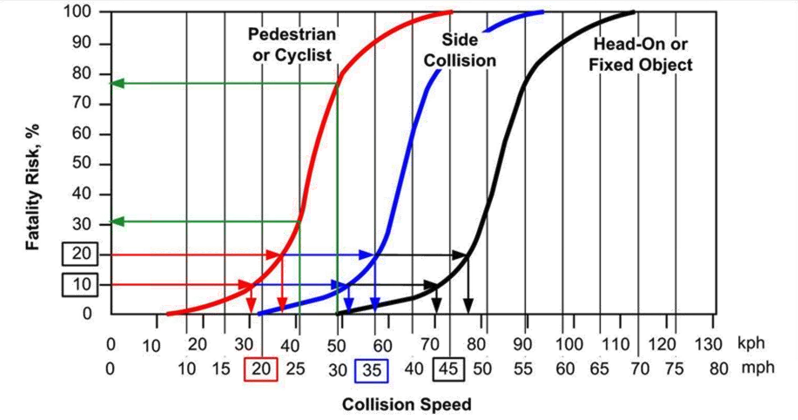 100
90
80
70
60
50
40
30
20
10
0
Fatality Risk, %
Pedestrian
or Cyclist
Side
Collision
Head-On or
Fixed Object
0 10 20 30 40 50 60 70 80 90 100 110 120 130 kph
0 10 15 20 25 30 35 40 45 50 55 60 65 70 75 80 mph
Collision Speed